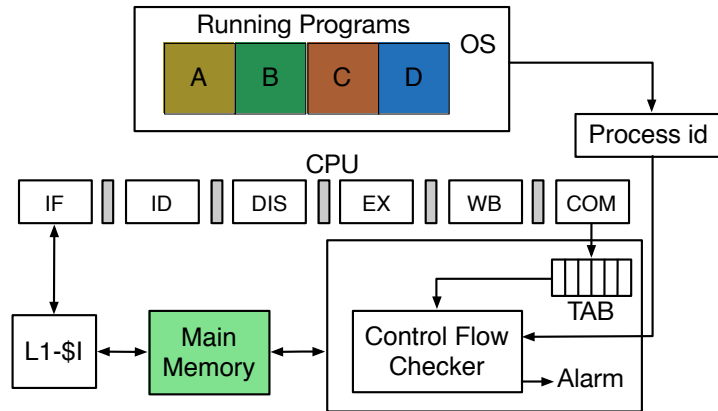 Running Programs
OS
A B C D
Process id
CPU
IF ID DIS EX WB COM
TAB
L1-$I
Main
Memory
Control Flow
Checker
Alarm